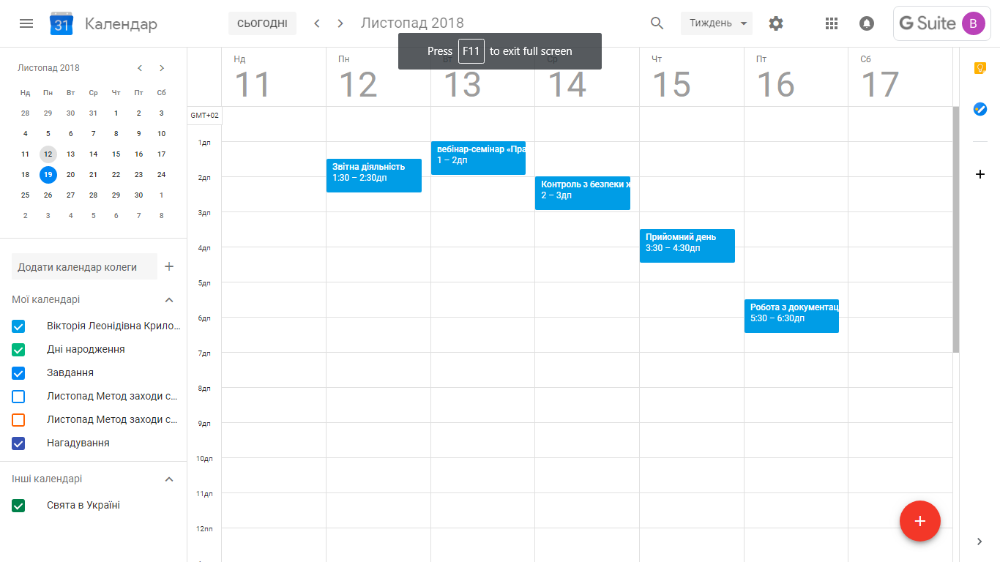 31
Календар
СЬОГОДНІ
Листопад 2018
Тиждень
G Suite
B
Press F11 to exit full screen
Листопад 2018
Нд Пн Вт Ср Чт Пт Сб
28 29 30 31 1 2 3
4 5 6 7 8 9 10
11 12 13 14 15 16 17
18 19 20 21 22 23 24
25 26 27 28 29 30 1
2 3 4 5 6 7 8
Додати календар колеги
Мої календарі
Вікторія Леонідівна Крило...
Дні народження
Завдання
Листопад Метод заходи с...
Листопад Метод заходи с...
Нагадування
Інші календарі
Свята в Україні
Нд Пн Вт Ср Чт Пт Сб
11 12 13 14 15 16 17
GMT+02
1дп
2дп
3дп
4дп
5дп
6дп
7дп
8дп
9дп
10дп
11дп
12пп
Звітна діяльність
1:30 – 2:30дп
вебінар-семінар «Пра
1 – 2дп
Контроль з безпеки ж
2 – 3дп
Прийомний день
3:30 – 4:30дп
Робота з документац
5:30 – 6:30дп